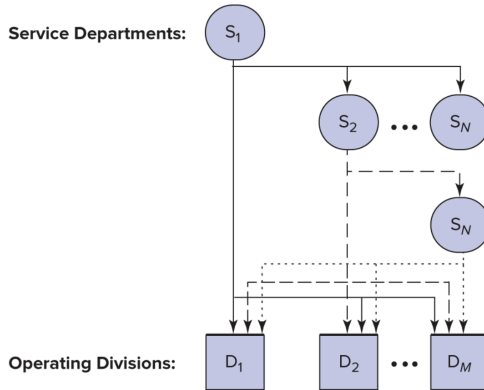 Service Departments: S1
S2 ••• SN
SN
Operating Divisions: D1 D2 ••• DM